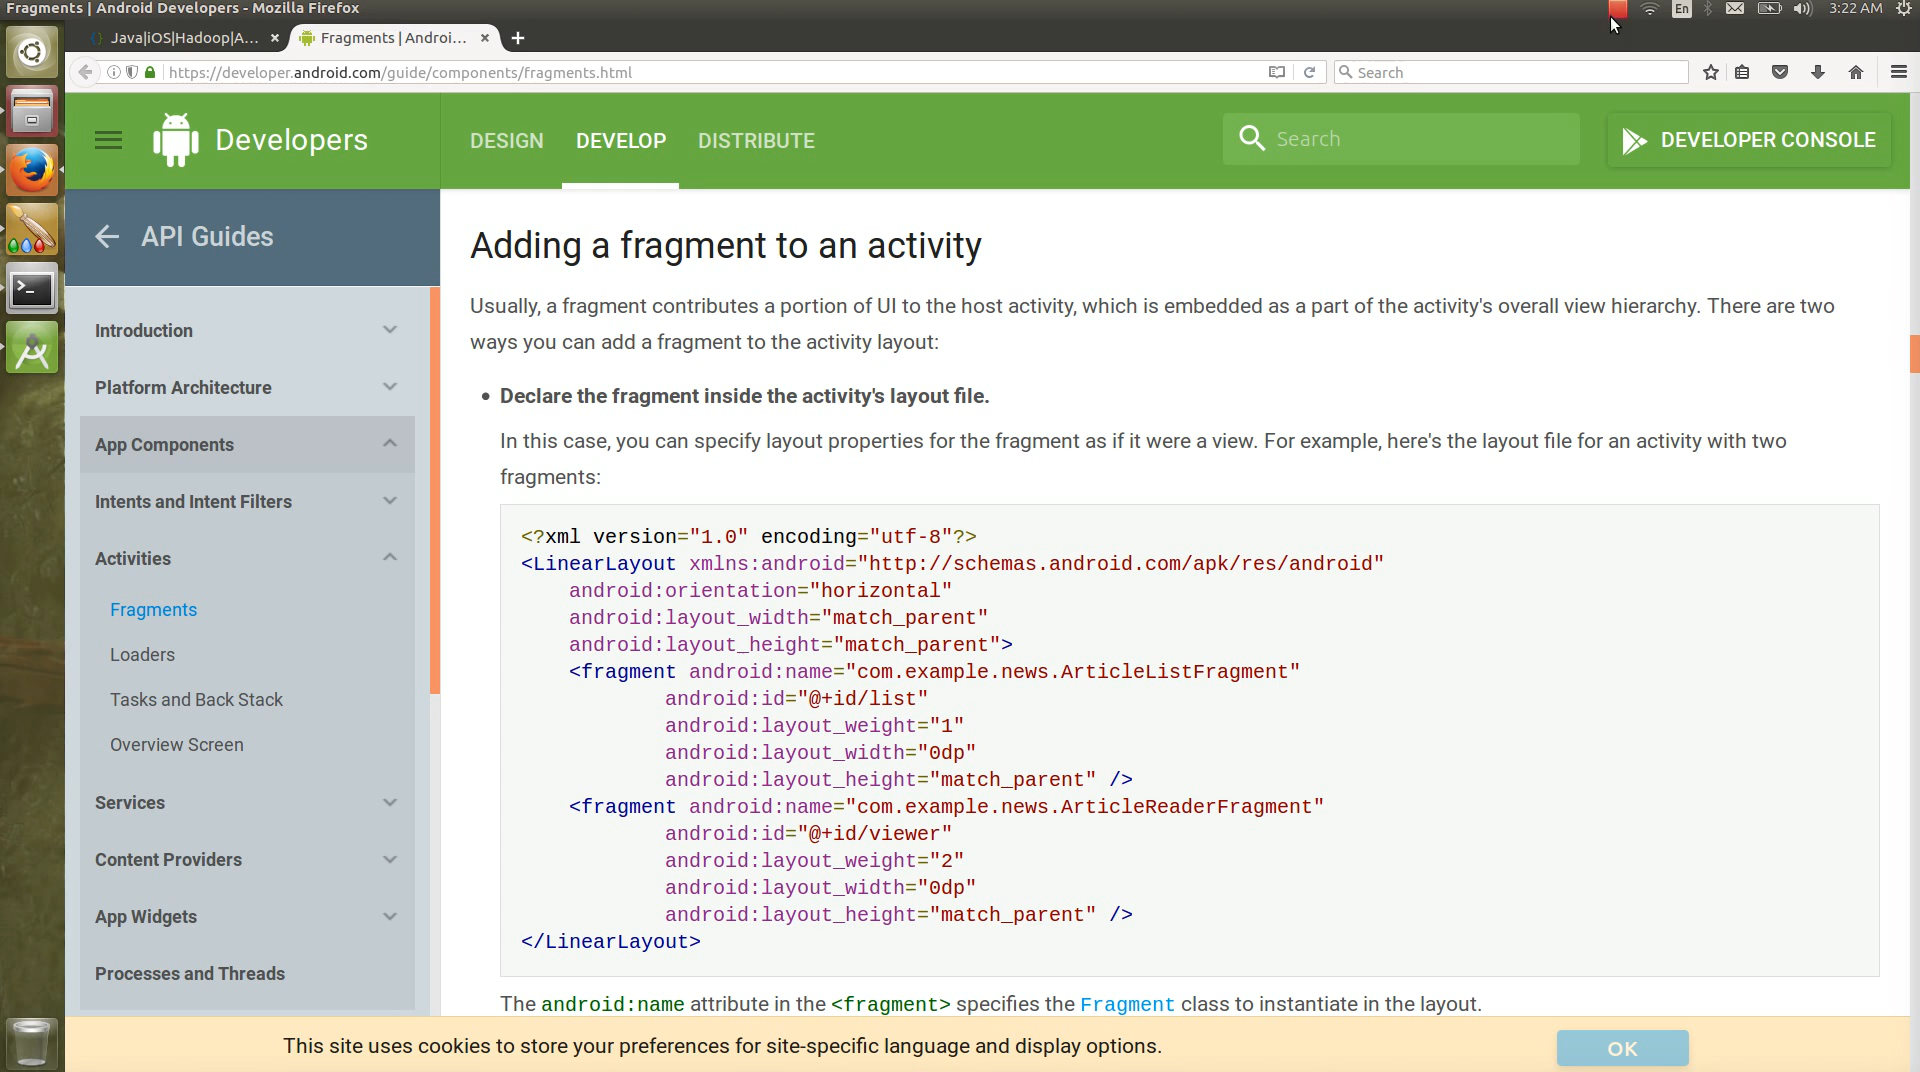 Fragments | Android Developers - Mozilla Firefox
En
3:22 AM
Java|iOS|Hadoop|A...
Fragments | Androi...
https://developer.android.com/guide/components/fragments.html
Search
Developers
DESIGN
DEVELOP
DISTRIBUTE
Search
DEVELOPER CONSOLE
API Guides
Introduction
Platform Architecture
App Components
Intents and Intent Filters
Activities
Fragments
Loaders
Tasks and Back Stack
Overview Screen
Services
Content Providers
App Widgets
Processes and Threads
Adding a fragment to an activity
Usually, a fragment contributes a portion of UI to the host activity, which is embedded as a part of the activity's overall view hierarchy. There are two
ways you can add a fragment to the activity layout:
• Declare the fragment inside the activity's layout file.
In this case, you can specify layout properties for the fragment as if it were a view. For example, here's the layout file for an activity with two
fragments:
<?xml version="1.0" encoding="utf-8"?>
<LinearLayout xmlns:android="http://schemas.android.com/apk/res/android"
    android:orientation="horizontal"
    android:layout_width="match_parent"
    android:layout_height="match_parent">
    <fragment android:name="com.example.news.ArticleListFragment"
            android:id="@+id/list"
            android:layout_weight="1"
            android:layout_width="0dp"
            android:layout_height="match_parent" />
    <fragment android:name="com.example.news.ArticleReaderFragment"
            android:id="@+id/viewer"
            android:layout_weight="2"
            android:layout_width="0dp"
            android:layout_height="match_parent" />
</LinearLayout>
The android:name attribute in the <fragment> specifies the Fragment class to instantiate in the layout.
This site uses cookies to store your preferences for site-specific language and display options.
OK